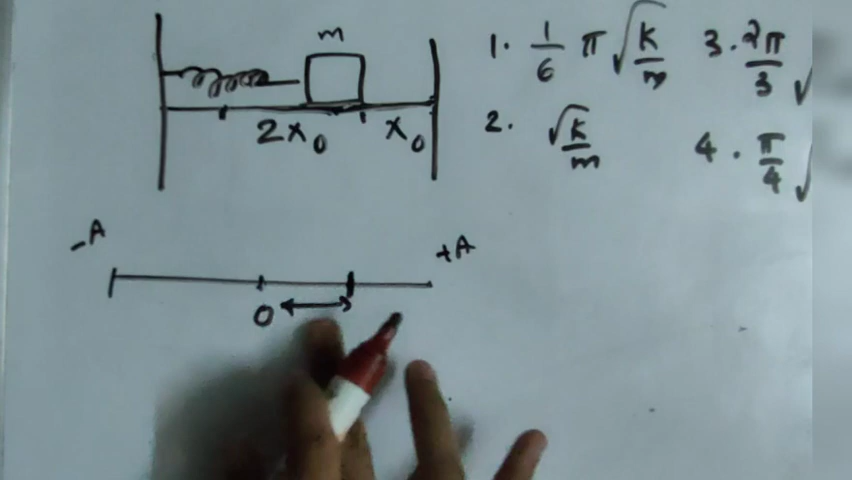 m
2x₀ x₀
1. 1/6 π √(K/m)
2. √(K/m)
3. 2π/3 √
4. π/4 √
-A +A
0